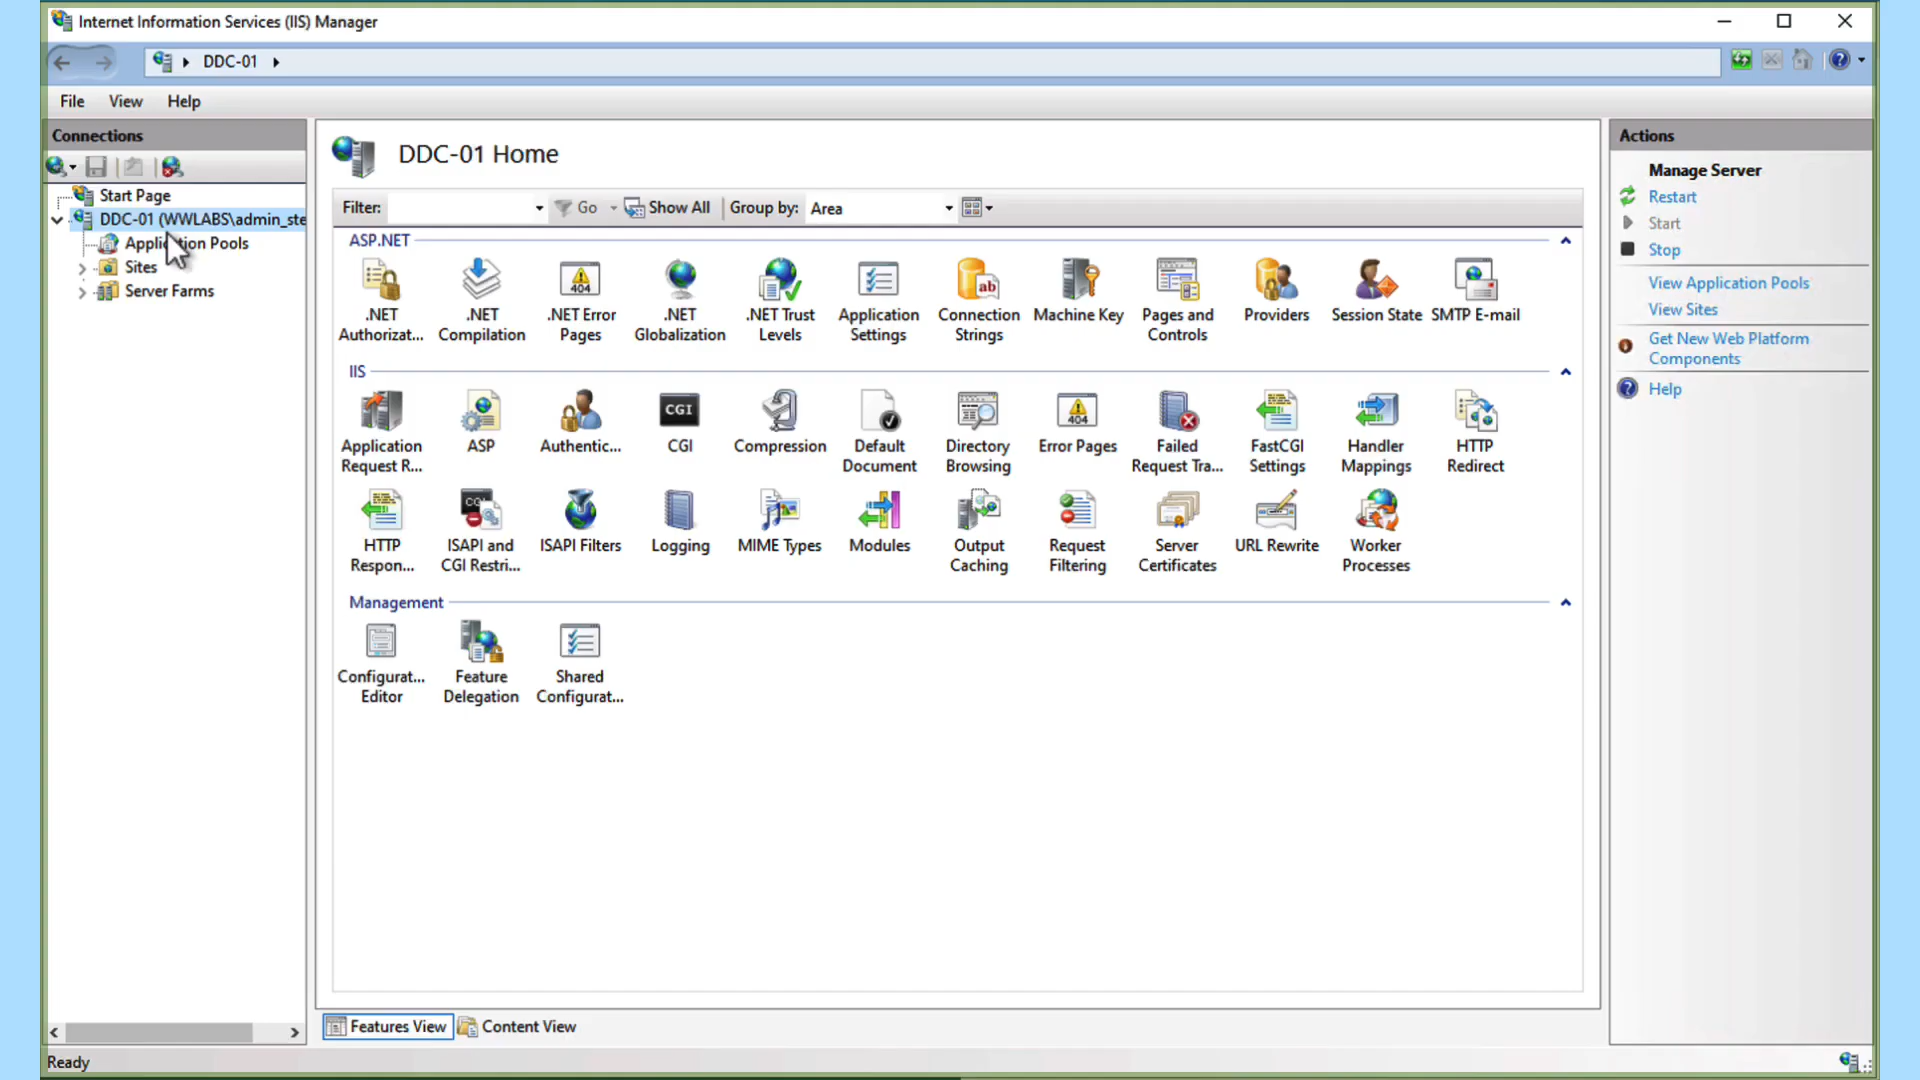 Internet Information Services (IIS) Manager
DDC-01
File View Help
Connections
Start Page
DDC-01 (WWLABS\admin_ste
Application Pools
Sites
Server Farms
DDC-01 Home
Filter: Go Show All Group by: Area
ASP.NET
.NET Authorizat...
.NET Compilation
.NET Error Pages
404
.NET Globalization
.NET Trust Levels
Application Settings
ab
Connection Strings
Machine Key
Pages and Controls
Providers
Session State
SMTP E-mail
IIS
Application Request R...
ASP
Authentic...
CGI
CGI
Compression
Default Document
Directory Browsing
404
Error Pages
Failed Request Tra...
FastCGI Settings
Handler Mappings
HTTP Redirect
HTTP Respon...
CGI
ISAPI and CGI Restri...
ISAPI Filters
Logging
MIME Types
Modules
Output Caching
Request Filtering
Server Certificates
URL Rewrite
Worker Processes
Management
Configurat... Editor
Feature Delegation
Shared Configurat...
Features View Content View
Actions
Manage Server
Restart
Start
Stop
View Application Pools
View Sites
Get New Web Platform
Components
Help
Ready